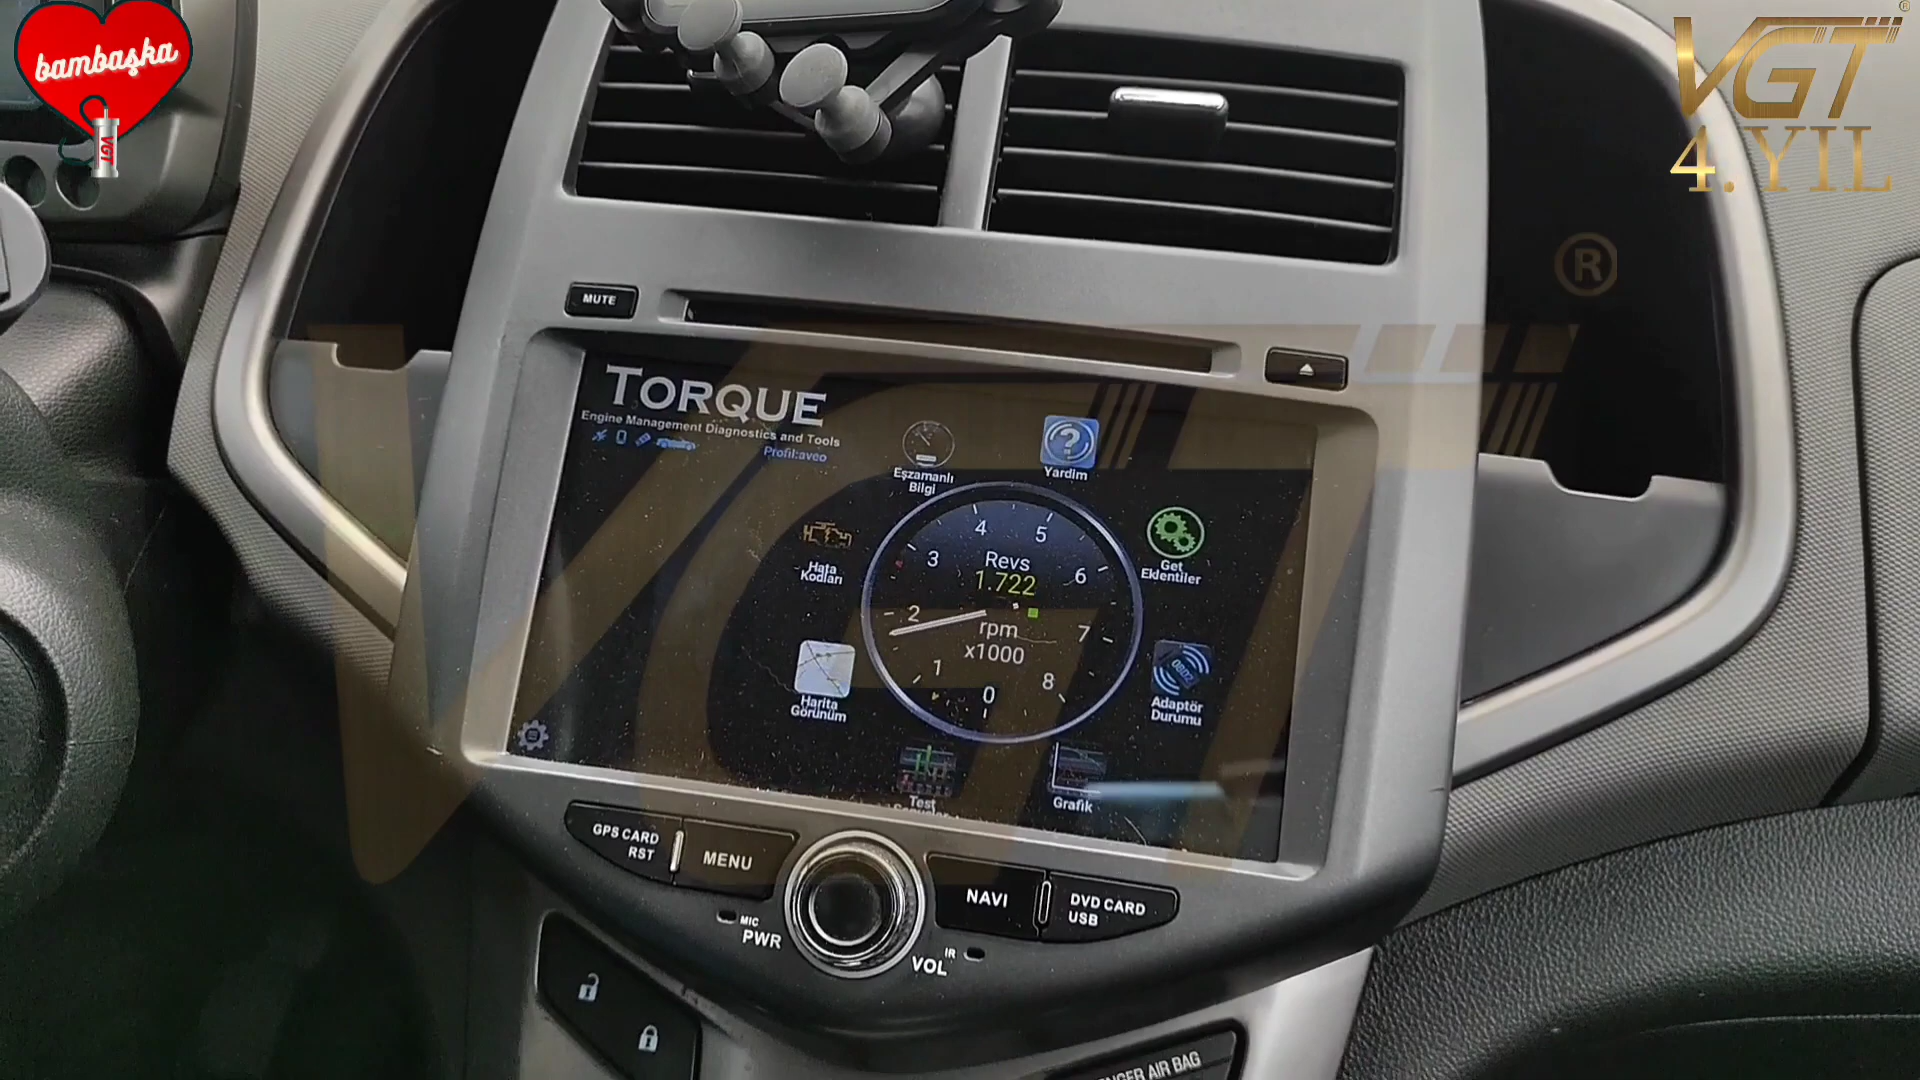 bambaşka
VGT
VGT
®
4.YIL
®
VGT
MUTE
TORQUE
Engine Management Diagnostics and Tools
Profil:aveo
Eşzamanlı
Bilgi
Yardim
Hata
Kodları
Get
Eklentiler
Harita
Görünüm
Adaptör
Durumu
Test
Grafik
Revs
1.722
rpm
x1000
0
1
2
3
4
5
6
7
8
GPS CARD
RST
MENU
NAVI
DVD CARD
USB
MIC
PWR
VOL
IR
AIR BAG